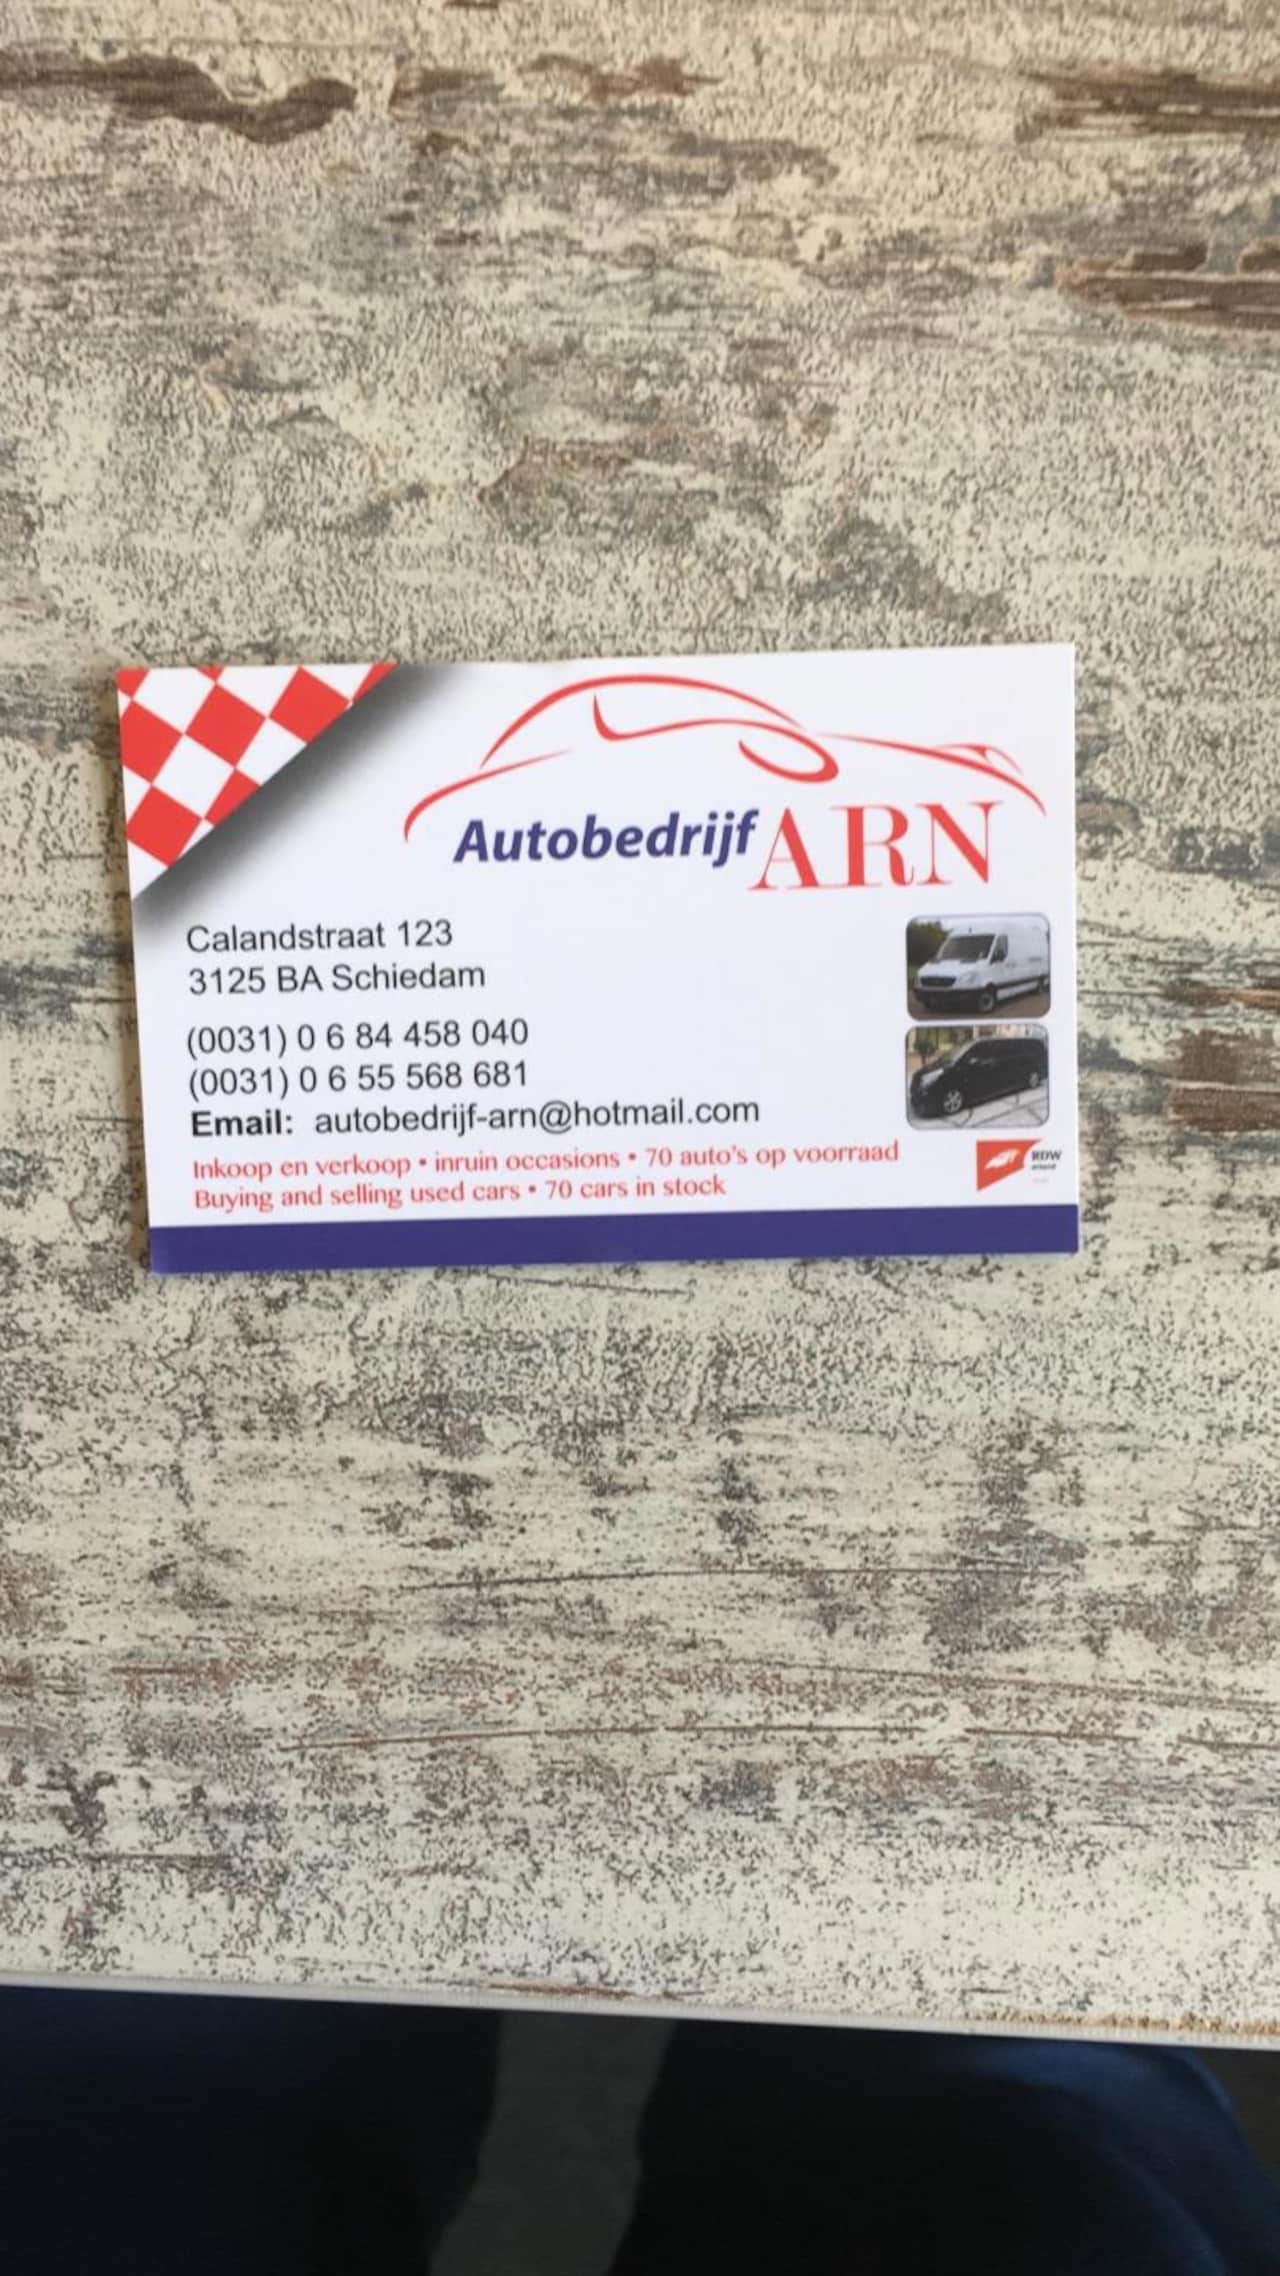 Autobedrijf ARN
Calandstraat 123
3125 BA Schiedam
(0031) 0 6 84 458 040
(0031) 0 6 55 568 681
Email: autobedrijf-arn@hotmail.com
Inkoop en verkoop • inruin occasions • 70 auto's op voorraad
Buying and selling used cars • 70 cars in stock
RDW